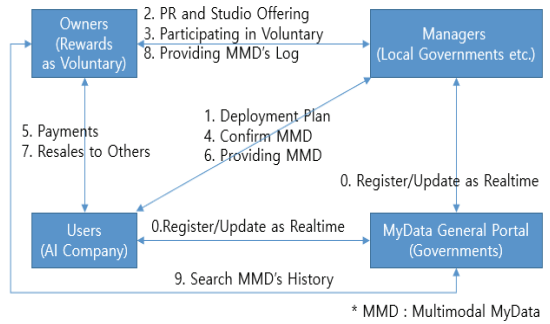 Owners
(Rewards
as Voluntary)
2. PR and Studio Offering
3. Participating in Voluntary
8. Providing MMD's Log
Managers
(Local Governments etc.)
1. Deployment Plan
4. Confirm MMD
6. Providing MMD
5. Payments
7. Resales to Others
0. Register/Update as Realtime
Users
(AI Company)
0.Register/Update as Realtime
MyData General Portal
(Governments)
9. Search MMD's History
* MMD : Multimodal MyData